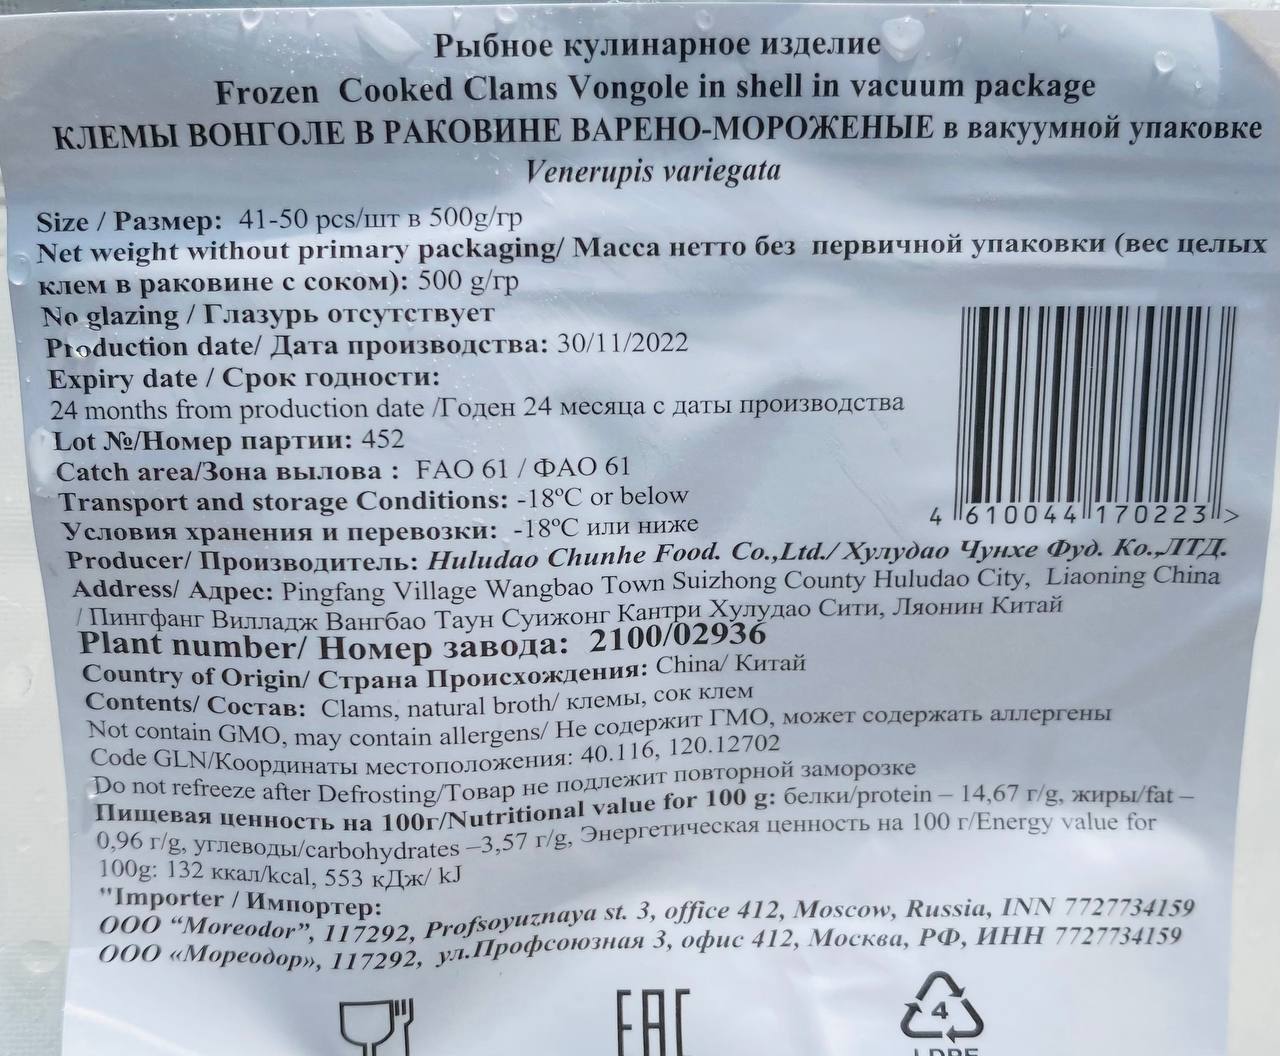 Рыбное кулинарное изделие
Frozen Cooked Clams Vongole in shell in vacuum package
КЛЕМЫ ВОНГОЛЕ В РАКОВИНЕ ВАРЕНО-МОРОЖЕНЫЕ в вакуумной упаковке
Venerupis variegata
Size / Размер: 41-50 pcs/шт в 500g/гр
Net weight without primary packaging/ Масса нетто без первичной упаковки (вес целых
клем в раковине с соком): 500 g/гр
No glazing / Глазурь отсутствует
Production date/ Дата производства: 30/11/2022
Expiry date / Срок годности:
24 months from production date /Годен 24 месяца с даты производства
Lot №/Номер партии: 452
Catch area/Зона вылова : FAO 61 / ФАО 61
Transport and storage Conditions: -18ºC or below
Условия хранения и перевозки: -18ºC или ниже
4 610044 170223 >
Producer/ Производитель: Huludao Chunhe Food. Co.,Ltd./ Хулудао Чунхе Фуд. Ко.,ЛТД.
Address/ Адрес: Pingfang Village Wangbao Town Suizhong County Huludao City, Liaoning China
/ Пингфанг Вилладж Вангбао Таун Суижонг Кантри Хулудао Сити, Ляонин Китай
Plant number/ Номер завода: 2100/02936
Country of Origin/ Страна Происхождения: China/ Китай
Contents/ Состав: Clams, natural broth/ клемы, сок клем
Not contain GMO, may contain allergens/ Не содержит ГМО, может содержать аллергены
Code GLN/Координаты местоположения: 40.116, 120.12702
Do not refreeze after Defrosting/Товар не подлежит повторной заморозке
Пищевая ценность на 100г/Nutritional value for 100 g: белки/protein – 14,67 г/g, жиры/fat –
0,96 г/g, углеводы/carbohydrates –3,57 г/g, Энергетическая ценность на 100 г/Energy value for
100g: 132 ккал/kcal, 553 кДж/ kJ
"Importer / Импортер:
ООО “Moreodor”, 117292, Profsoyuznaya st. 3, office 412, Moscow, Russia, INN 7727734159
ООО «Мореодор», 117292, ул.Профсоюзная 3, офис 412, Москва, РФ, ИНН 7727734159
EAC
4
LDPE